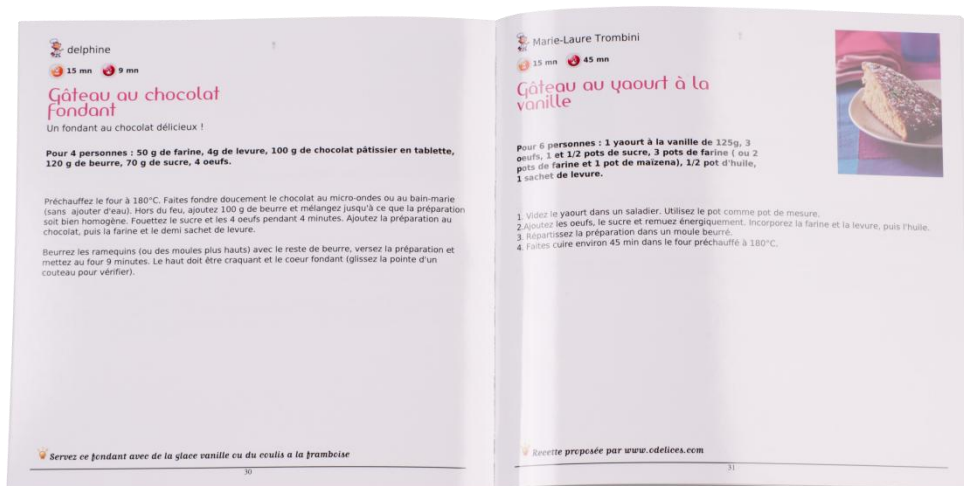 delphine
15 mn 9 mn
Gâteau au chocolat
fondant
Un fondant au chocolat délicieux !
Pour 4 personnes : 50 g de farine, 4g de levure, 100 g de chocolat pâtissier en tablette,
120 g de beurre, 70 g de sucre, 4 oeufs.
Préchauffez le four à 180°C. Faites fondre doucement le chocolat au micro-ondes ou au bain-marie
(sans ajouter d'eau). Hors du feu, ajoutez 100 g de beurre et mélangez jusqu'à ce que la préparation
soit bien homogène. Fouettez le sucre et les 4 oeufs pendant 4 minutes. Ajoutez la préparation au
chocolat, puis la farine et le demi sachet de levure.
Beurrez les ramequins (ou des moules plus hauts) avec le reste de beurre, versez la préparation et
mettez au four 9 minutes. Le haut doit être craquant et le coeur fondant (glissez la pointe d'un
couteau pour vérifier).
Servez ce fondant avec de la glace vanille ou du coulis a la framboise
30
Marie-Laure Trombini
15 mn 45 mn
Gâteau au yaourt à la
vanille
Pour 6 personnes : 1 yaourt à la vanille de 125g, 3
oeufs, 1 et 1/2 pots de sucre, 3 pots de farine ( ou 2
pots de farine et 1 pot de maïzena), 1/2 pot d'huile,
1 sachet de levure.
1. Videz le yaourt dans un saladier. Utilisez le pot comme pot de mesure.
2.Ajoutez les oeufs, le sucre et remuez énergiquement. Incorporez la farine et la levure, puis l'huile.
3. Répartissez la préparation dans un moule beurré.
4. Faites cuire environ 45 min dans le four préchauffé à 180°C.
Recette proposée par www.odelices.com
31